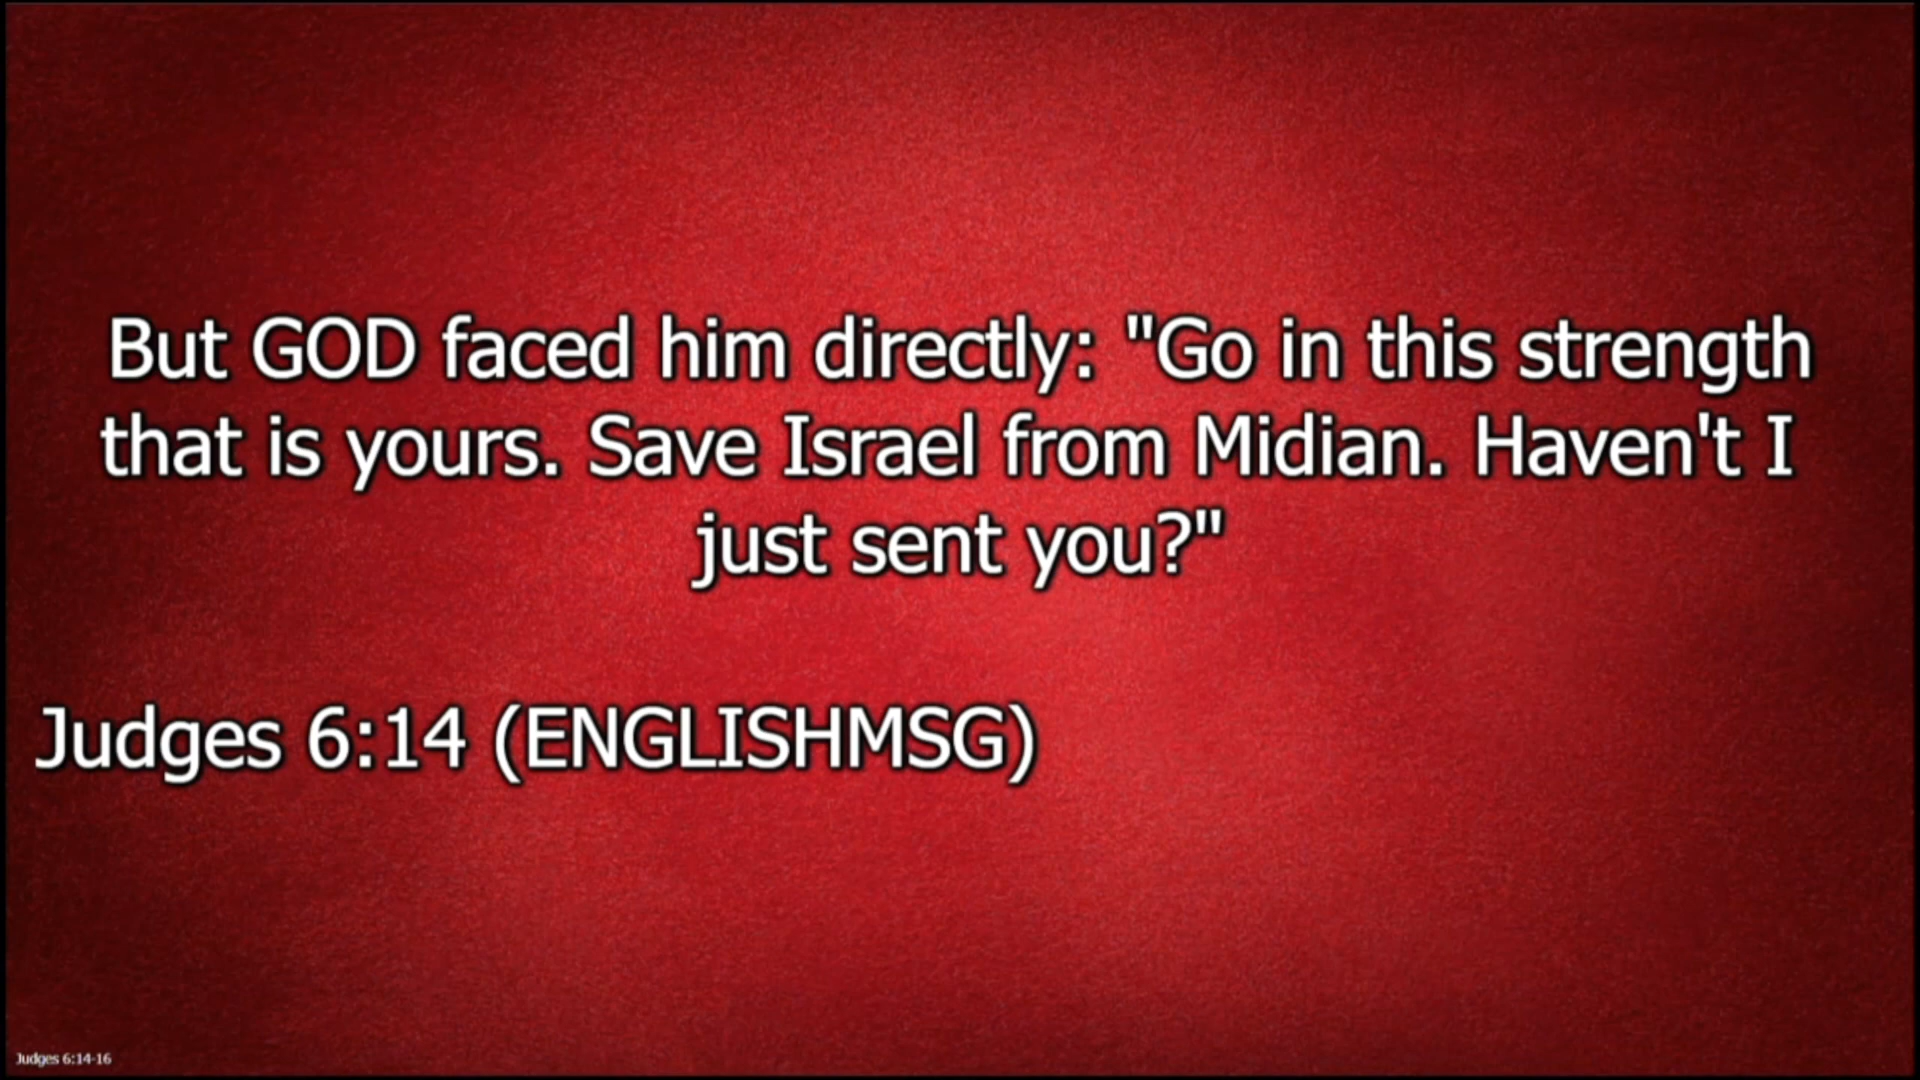 But GOD faced him directly: "Go in this strength
that is yours. Save Israel from Midian. Haven't I
just sent you?"
Judges 6:14 (ENGLISHMSG)
Judges 6:14-16